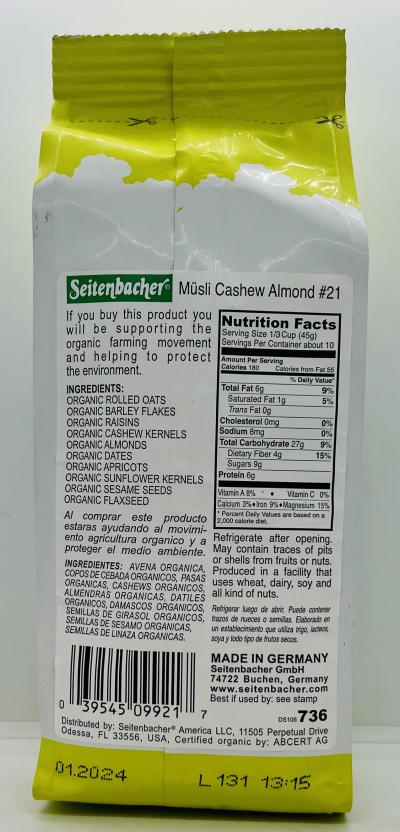 Seitenbacher® Müsli Cashew Almond #21
If you buy this product you
will be supporting the
organic farming movement
and helping to protect
the environment.
INGREDIENTS:
ORGANIC ROLLED OATS
ORGANIC BARLEY FLAKES
ORGANIC RAISINS
ORGANIC CASHEW KERNELS
ORGANIC ALMONDS
ORGANIC DATES
ORGANIC APRICOTS
ORGANIC SUNFLOWER KERNELS
ORGANIC SESAME SEEDS
ORGANIC FLAXSEED
Al comprar este producto
estaras ayudando al movimi-
ento agricultura organico y a
proteger el medio ambiente.
INGREDIENTES: AVENA ORGANICA,
COPOS DE CEBADA ORGANICOS, PASAS
ORGANICAS, CASHEWS ORGANICOS,
ALMENDRAS ORGANICAS, DATILES
ORGANICOS, DAMASCOS ORGANICOS,
SEMILLAS DE GIRASOL ORGANICOS,
SEMILLAS DE SESAMO ORGANICAS,
SEMILLAS DE LINAZA ORGANICAS.
Nutrition Facts
Serving Size 1/3 Cup (45g)
Servings Per Container about 10
Amount Per Serving
Calories 180 Calories from Fat 55
% Daily Value*
Total Fat 6g 9%
Saturated Fat 1g 5%
Trans Fat 0g
Cholesterol 0mg 0%
Sodium 8mg 0%
Total Carbohydrate 27g 9%
Dietary Fiber 4g 15%
Sugars 9g
Protein 6g
Vitamin A 8% • Vitamin C 0%
Calcium 3% • Iron 9% • Magnesium 15%
* Percent Daily Values are based on a
2,000 calorie diet.
Refrigerate after opening.
May contain traces of pits
or shells from fruits or nuts.
Produced in a facility that
uses wheat, dairy, soy and
all kind of nuts.
Refrigerar luego de abrir. Puede contener
trazos de nueces o semillas. Elaborado en
un establecimiento que utiliza trigo, lacteos,
soya y todo tipo de frutos secos.
MADE IN GERMANY
Seitenbacher GmbH
74722 Buchen, Germany
www.seitenbacher.com
Best if used by: see stamp
DS106 736
0 39545 09921 7
Distributed by: Seitenbacher® America LLC, 11505 Perpetual Drive
Odessa, FL 33556, USA, Certified organic by: ABCERT AG
01.2024 L 131 13:15